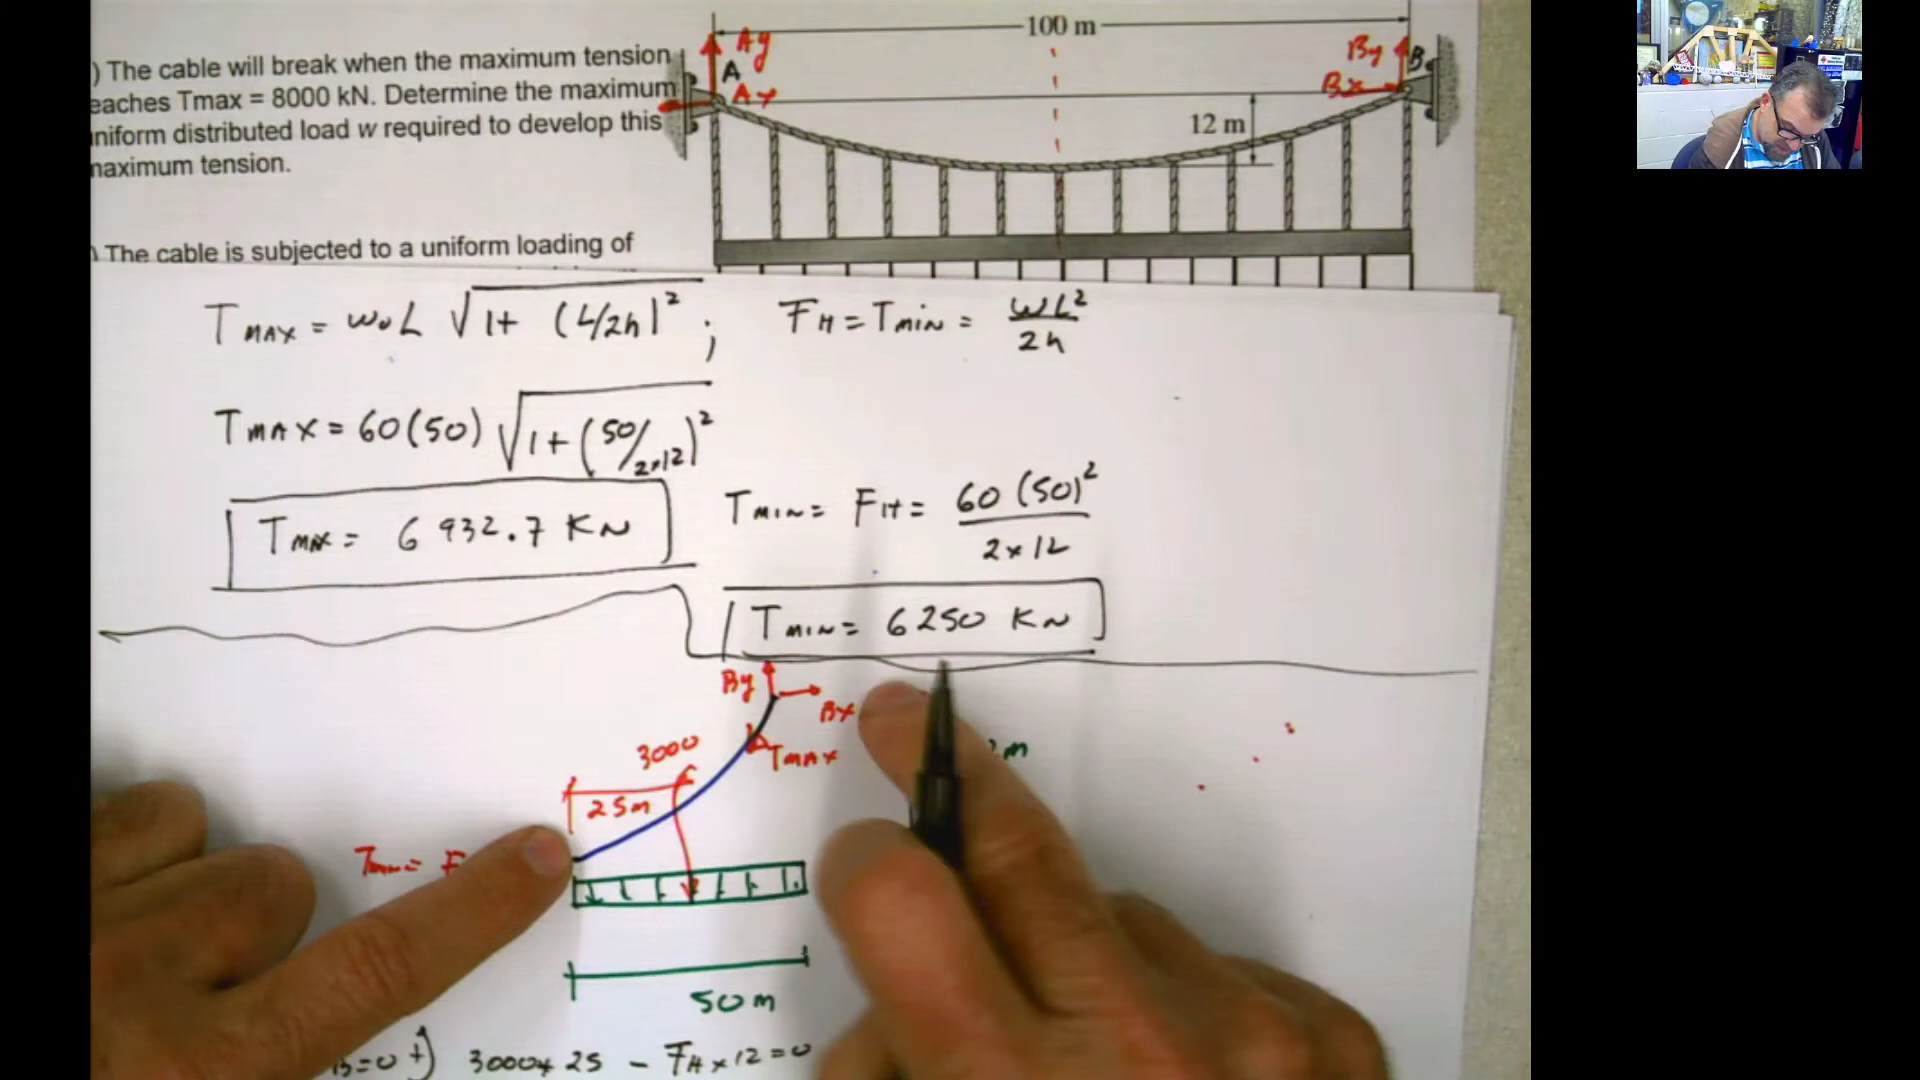 ) The cable will break when the maximum tension
eaches Tmax = 8000 kN. Determine the maximum
niform distributed load w required to develop this
naximum tension.
The cable is subjected to a uniform loading of
100 m
Ay
A
Ax
By
B
Bx
12 m
TMAX = w₀L √1+ (L/2h)² ;
FH = Tmin = wL²/2h
TMAX = 60(50) √1+(50/2×12)²
TMAX = 6932.7 KN
TMIN = FH = 60(50)²/2×12
TMIN = 6250 KN
By
Bx
3000
TMAX
m
25m
F
50m
=0 +) 3000×25 - FH×12=0